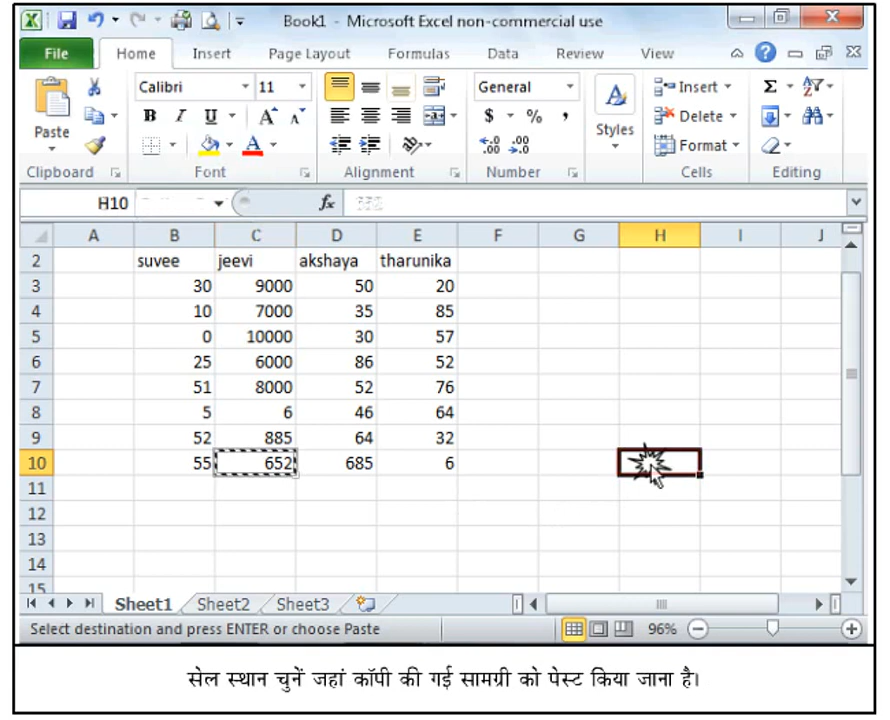 Book1 - Microsoft Excel non-commercial use
File Home Insert Page Layout Formulas Data Review View
Calibri 11 General Insert
Paste B I U A A $ % , Styles Delete
A .00 .00 Format
Clipboard Font Alignment Number Cells Editing
H10 fx
A B C D E F G H I J
2 suvee jeevi akshaya tharunika
3 30 9000 50 20
4 10 7000 35 85
5 0 10000 30 57
6 25 6000 86 52
7 51 8000 52 76
8 5 6 46 64
9 52 885 64 32
10 55 652 685 6
11
12
13
14
15
Sheet1 Sheet2 Sheet3
Select destination and press ENTER or choose Paste 96%
सेल स्थान चुनें जहां कॉपी की गई सामग्री को पेस्ट किया जाना है।